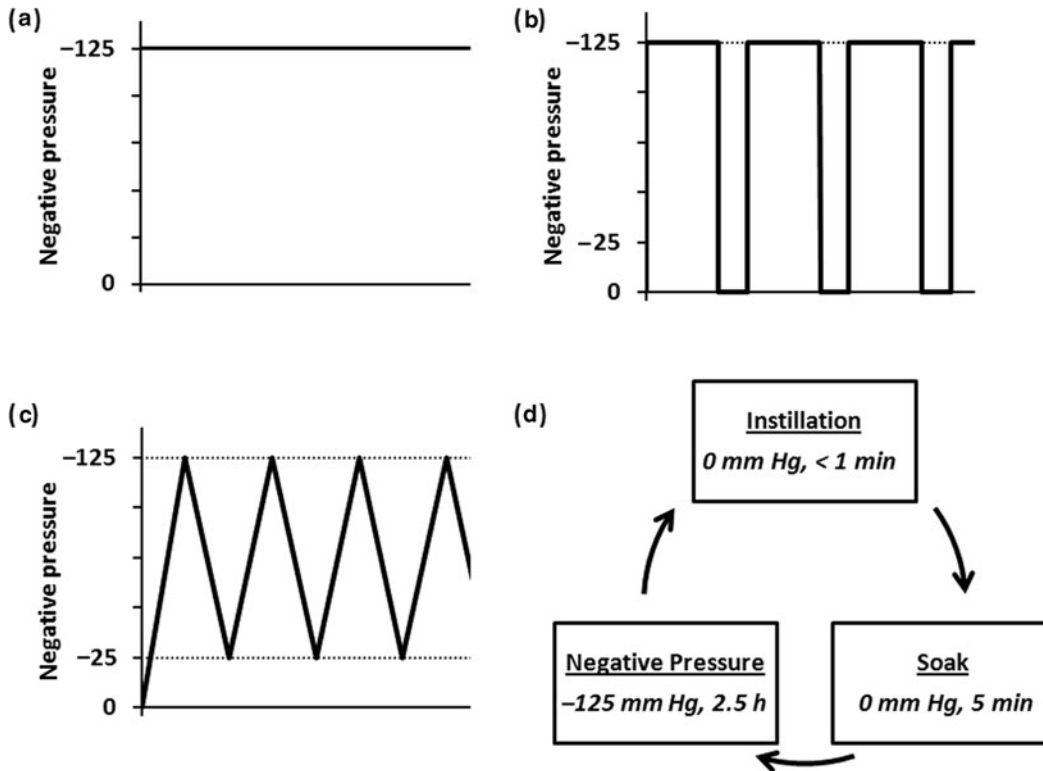 (a)
−125
Negative pressure
0
(b)
−125
Negative pressure
−25
0
(c)
−125
Negative pressure
−25
0
(d)
Instillation
0 mm Hg, < 1 min
Negative Pressure
−125 mm Hg, 2.5 h
Soak
0 mm Hg, 5 min